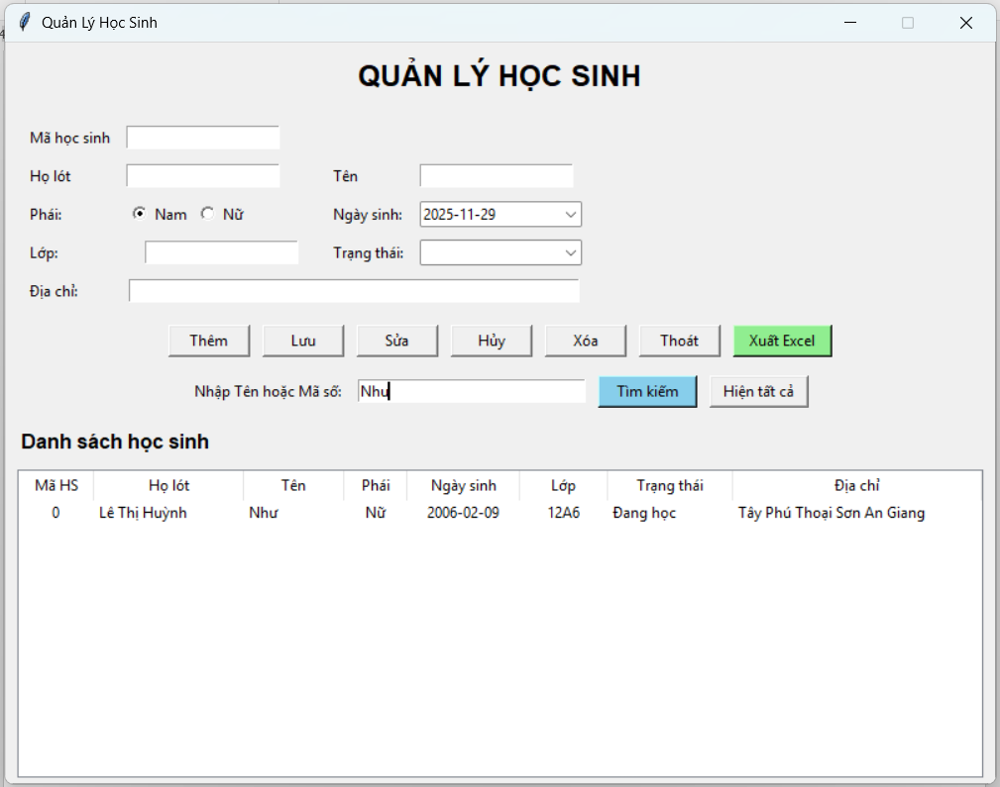 Quản Lý Học Sinh
QUẢN LÝ HỌC SINH
Mã học sinh
Họ lót Tên
Phái: Nam Nữ Ngày sinh: 2025-11-29
Lớp: Trạng thái:
Địa chỉ:
Thêm Lưu Sửa Hủy Xóa Thoát Xuất Excel
Nhập Tên hoặc Mã số: Như Tìm kiếm Hiện tất cả
Danh sách học sinh
Mã HS Họ lót Tên Phái Ngày sinh Lớp Trạng thái Địa chỉ
0 Lê Thị Huỳnh Như Nữ 2006-02-09 12A6 Đang học Tây Phú Thoại Sơn An Giang